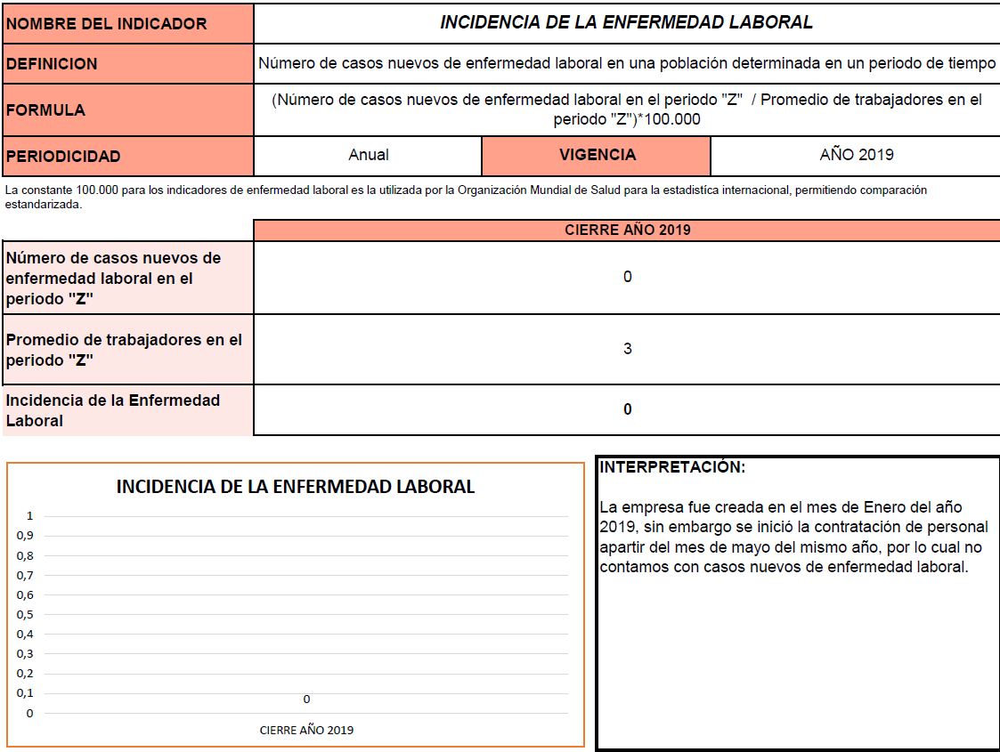 NOMBRE DEL INDICADOR
INCIDENCIA DE LA ENFERMEDAD LABORAL
DEFINICION
Número de casos nuevos de enfermedad laboral en una población determinada en un periodo de tiempo
FORMULA
(Número de casos nuevos de enfermedad laboral en el periodo "Z" / Promedio de trabajadores en el
periodo "Z")*100.000
PERIODICIDAD
Anual
VIGENCIA
AÑO 2019
La constante 100.000 para los indicadores de enfermedad laboral es la utilizada por la Organización Mundial de Salud para la estadistíca internacional, permitiendo comparación
estandarizada.
CIERRE AÑO 2019
Número de casos nuevos de
enfermedad laboral en el
periodo "Z"
0
Promedio de trabajadores en el
periodo "Z"
3
Incidencia de la Enfermedad
Laboral
0
INCIDENCIA DE LA ENFERMEDAD LABORAL
1
0,9
0,8
0,7
0,6
0,5
0,4
0,3
0,2
0,1
0
0
CIERRE AÑO 2019
INTERPRETACIÓN:
La empresa fue creada en el mes de Enero del año
2019, sin embargo se inició la contratación de personal
apartir del mes de mayo del mismo año, por lo cual no
contamos con casos nuevos de enfermedad laboral.